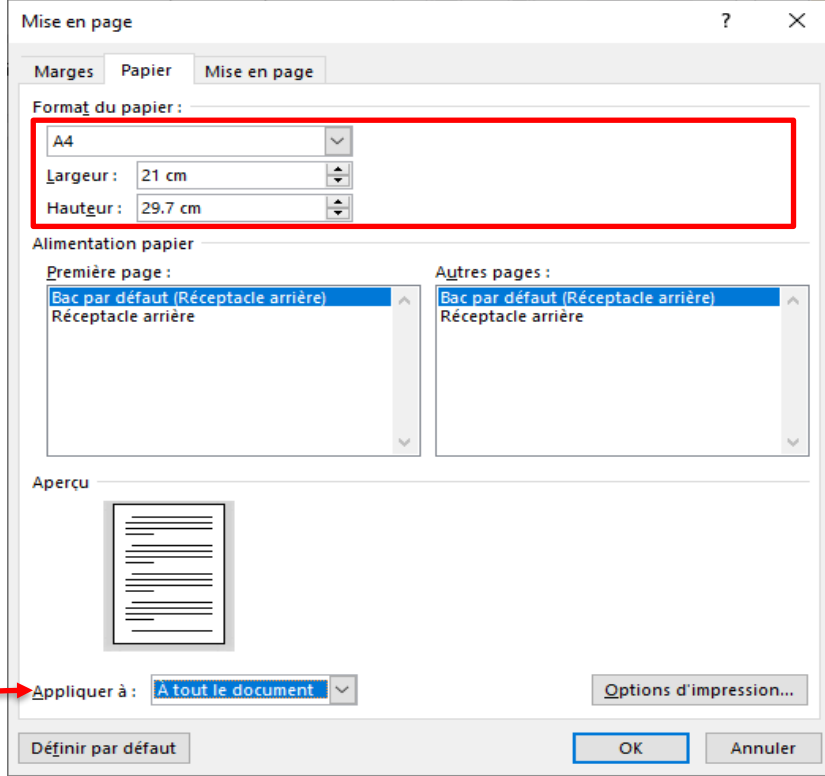 Mise en page ?
Marges Papier Mise en page
Format du papier :
A4
Largeur : 21 cm
Hauteur : 29.7 cm
Alimentation papier
Première page : Autres pages :
Bac par défaut (Réceptacle arrière) Bac par défaut (Réceptacle arrière)
Réceptacle arrière Réceptacle arrière
Aperçu
Appliquer à : À tout le document Options d'impression...
Définir par défaut OK Annuler